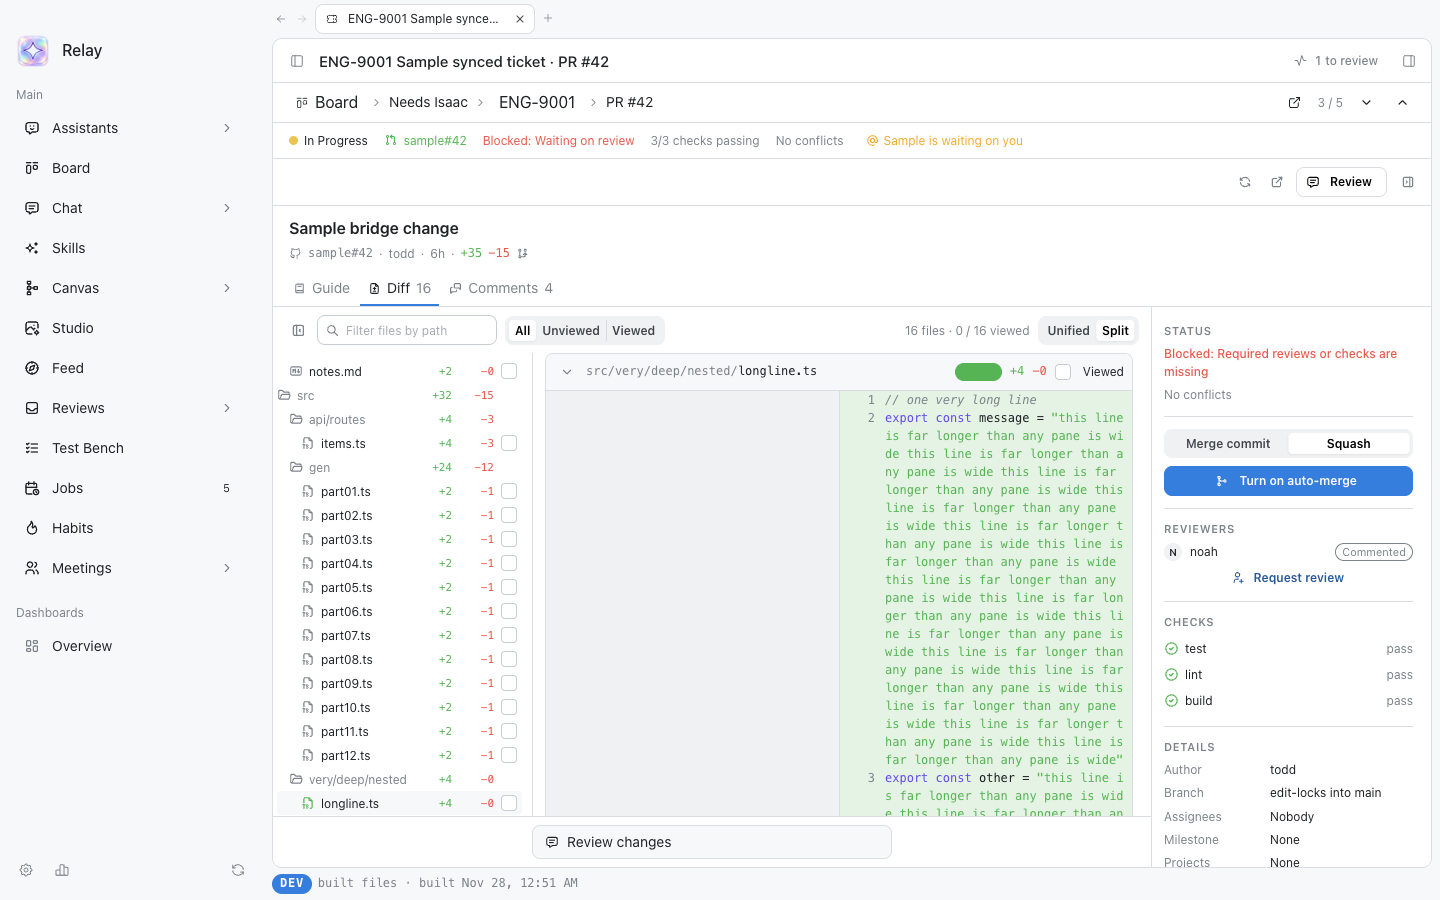 ENG-9001 Sample synce...
Relay
ENG-9001 Sample synced ticket · PR #42
1 to review
Main
Assistants
Board
Chat
Skills
Canvas
Studio
Feed
Reviews
Test Bench
Jobs 5
Habits
Meetings
Dashboards
Overview
Board
Needs Isaac
ENG-9001
PR #42
3 / 5
In Progress
sample#42
Blocked: Waiting on review
3/3 checks passing
No conflicts
Sample is waiting on you
Review
Sample bridge change
sample#42 · todd · 6h · +35 −15
Guide
Diff 16
Comments 4
Filter files by path
All
Unviewed
Viewed
16 files · 0 / 16 viewed
Unified
Split
notes.md +2 −0
src +32 −15
api/routes +4 −3
items.ts +4 −3
gen +24 −12
part01.ts +2 −1
part02.ts +2 −1
part03.ts +2 −1
part04.ts +2 −1
part05.ts +2 −1
part06.ts +2 −1
part07.ts +2 −1
part08.ts +2 −1
part09.ts +2 −1
part10.ts +2 −1
part11.ts +2 −1
part12.ts +2 −1
very/deep/nested +4 −0
longline.ts +4 −0
src/very/deep/nested/longline.ts
+4 −0
Viewed
1 // one very long line
2 export const message = "this line
is far longer than any pane is wi
de this line is far longer than a
ny pane is wide this line is far
longer than any pane is wide this
line is far longer than any pane
is wide this line is far longer t
han any pane is wide this line is
far longer than any pane is wide
this line is far longer than any
pane is wide this line is far lon
ger than any pane is wide this li
ne is far longer than any pane is
wide this line is far longer than
any pane is wide this line is far
longer than any pane is wide this
line is far longer than any pane
is wide this line is far longer t
han any pane is wide this line is
far longer than any pane is wide"
3 export const other = "this line i
s far longer than any pane is wid
e this line is far longer than an
Review changes
STATUS
Blocked: Required reviews or checks are
missing
No conflicts
Merge commit
Squash
Turn on auto-merge
REVIEWERS
N noah
Commented
Request review
CHECKS
test pass
lint pass
build pass
DETAILS
Author todd
Branch edit-locks into main
Assignees Nobody
Milestone None
Projects None
DEV built files · built Nov 28, 12:51 AM